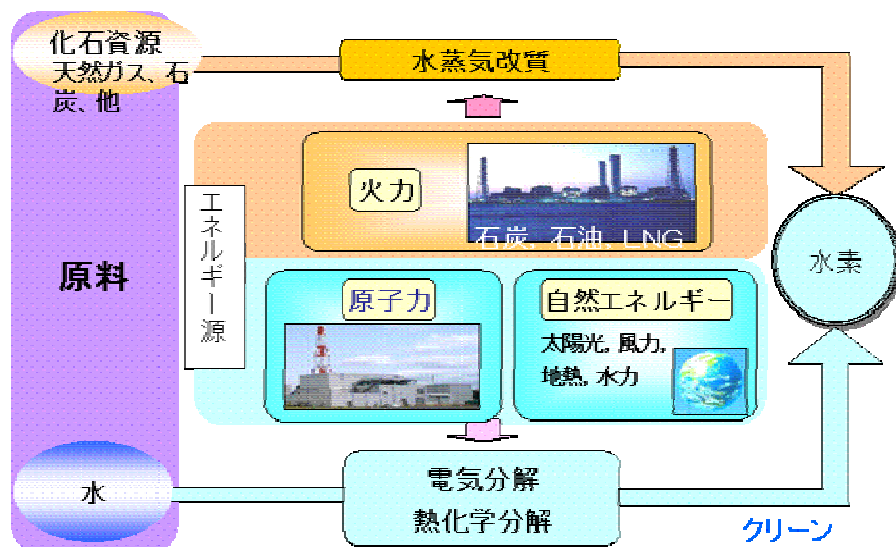 化石資源
天然ガス、石
炭、他
水蒸気改質
火力
石炭, 石油, LNG
エネルギー源
原料
水素
原子力
自然エネルギー
太陽光, 風力,
地熱, 水力
水
電気分解
熱化学分解
クリーン